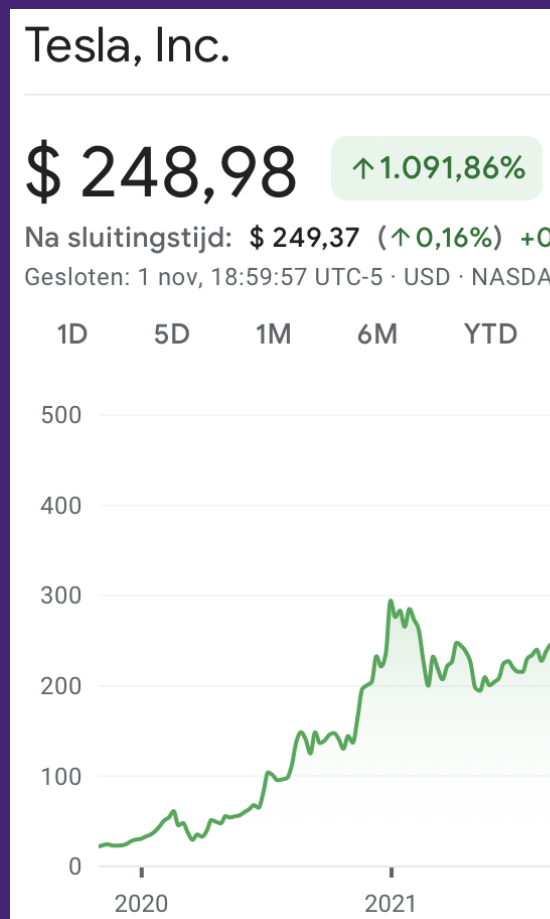 Tesla, Inc.
$ 248,98 ↑1.091,86%
Na sluitingstijd: $ 249,37 (↑0,16%) +0
Gesloten: 1 nov, 18:59:57 UTC-5 · USD · NASDA
1D 5D 1M 6M YTD
500
400
300
200
100
0
2020 2021